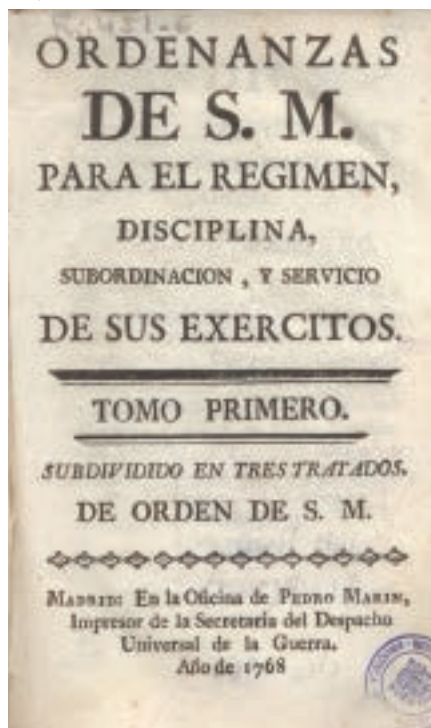 ORDENANZAS
DE S. M.
PARA EL REGIMEN,
DISCIPLINA,
SUBORDINACION, Y SERVICIO
DE SUS EXERCITOS.
TOMO PRIMERO.
SUBDIVIDIDO EN TRES TRATADOS.
DE ORDEN DE S. M.
MADRID: En la Oficina de PEDRO MARIN,
Impresor de la Secretaría del Despacho
Universal de la Guerra.
Año de 1768